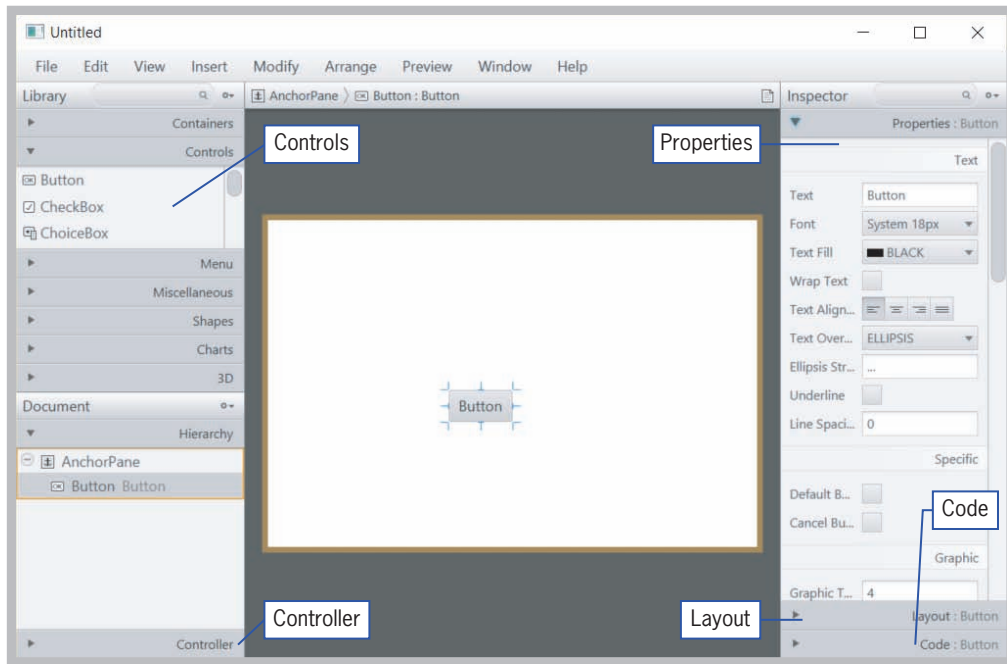 Untitled
File Edit View Insert Modify Arrange Preview Window Help
Library
AnchorPane Button : Button
Inspector
Containers
Controls
Button
CheckBox
ChoiceBox
Menu
Miscellaneous
Shapes
Charts
3D
Document
Hierarchy
AnchorPane
Button Button
Controller
Controls
Button
Controller
Properties
Layout
Code
Properties : Button
Text
Text Button
Font System 18px
Text Fill BLACK
Wrap Text
Text Align...
Text Over... ELLIPSIS
Ellipsis Str... ...
Underline
Line Spaci... 0
Specific
Default B...
Cancel Bu...
Graphic
Graphic T... 4
Layout : Button
Code : Button